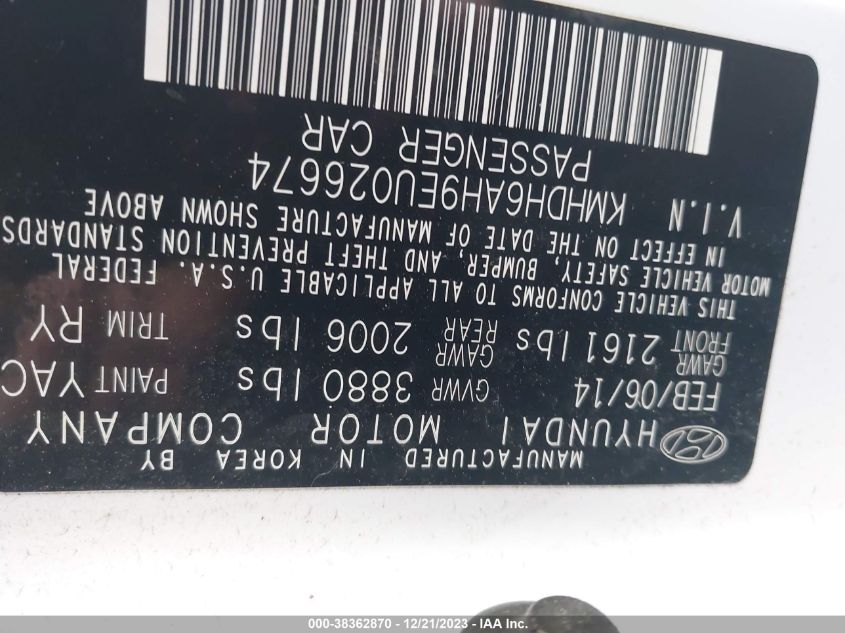 MANUFACTURED IN KOREA BY
HYUNDAI MOTOR COMPANY
FEB/06/14 GVWR 3880 lbs PAINT YAC
GAWR FRONT 2161 lbs GAWR REAR 2006 lbs TRIM RY
THIS VEHICLE CONFORMS TO ALL APPLICABLE U.S.A. FEDERAL
MOTOR VEHICLE SAFETY, BUMPER, AND THEFT PREVENTION STANDARDS
IN EFFECT ON THE DATE OF MANUFACTURE SHOWN ABOVE
V.I.N KMHDH6AH9EU026674
PASSENGER CAR
000-38362870 - 12/21/2023 - IAA Inc.